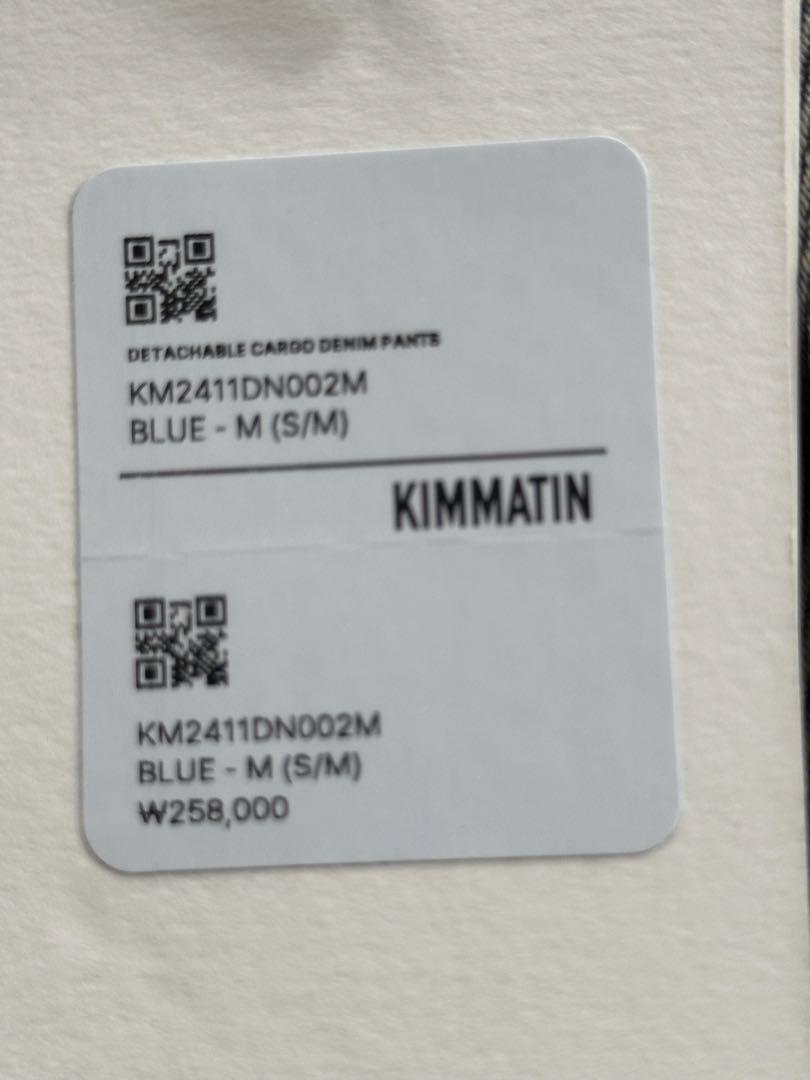 DETACHABLE CARGO DENIM PANTS
KM2411DN002M
BLUE - M (S/M)
KIMMATIN
KM2411DN002M
BLUE - M (S/M)
₩258,000